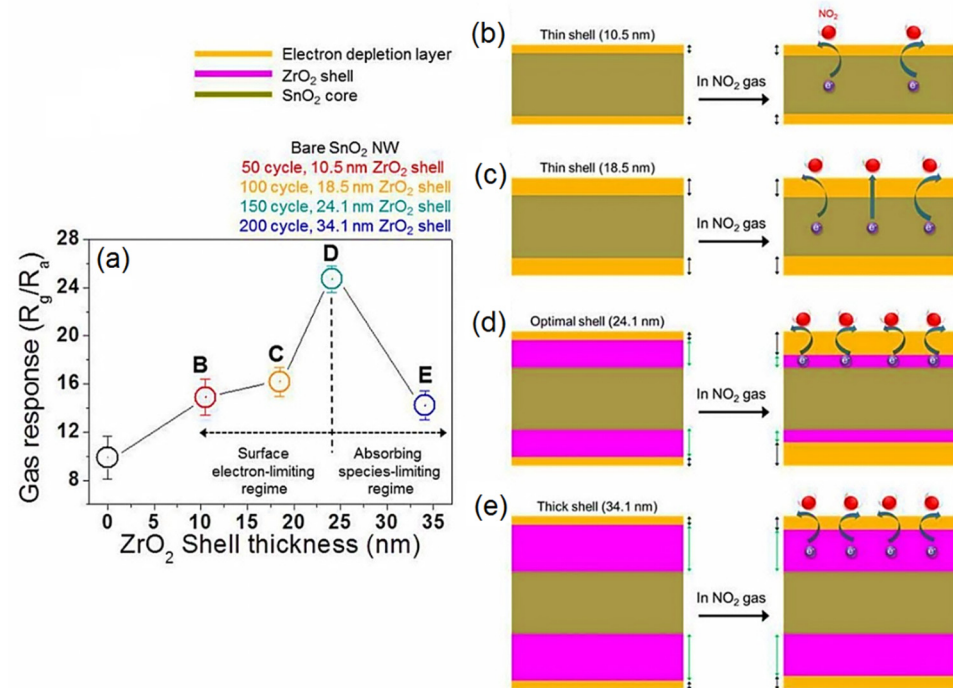 Electron depletion layer
ZrO₂ shell
SnO₂ core
Bare SnO₂ NW
50 cycle, 10.5 nm ZrO₂ shell
100 cycle, 18.5 nm ZrO₂ shell
150 cycle, 24.1 nm ZrO₂ shell
200 cycle, 34.1 nm ZrO₂ shell
(a)
Gas response (R_g/R_a)
28
24
20
16
12
8
B
C
D
E
Surface
electron-limiting
regime
Absorbing
species-limiting
regime
0
5
10
15
20
25
30
35
ZrO₂ Shell thickness (nm)
(b)
Thin shell (10.5 nm)
In NO₂ gas
NO₂
e⁻
e⁻
(c)
Thin shell (18.5 nm)
In NO₂ gas
e⁻
e⁻
e⁻
(d)
Optimal shell (24.1 nm)
In NO₂ gas
e⁻
e⁻
e⁻
e⁻
(e)
Thick shell (34.1 nm)
In NO₂ gas
e⁻
e⁻
e⁻
e⁻